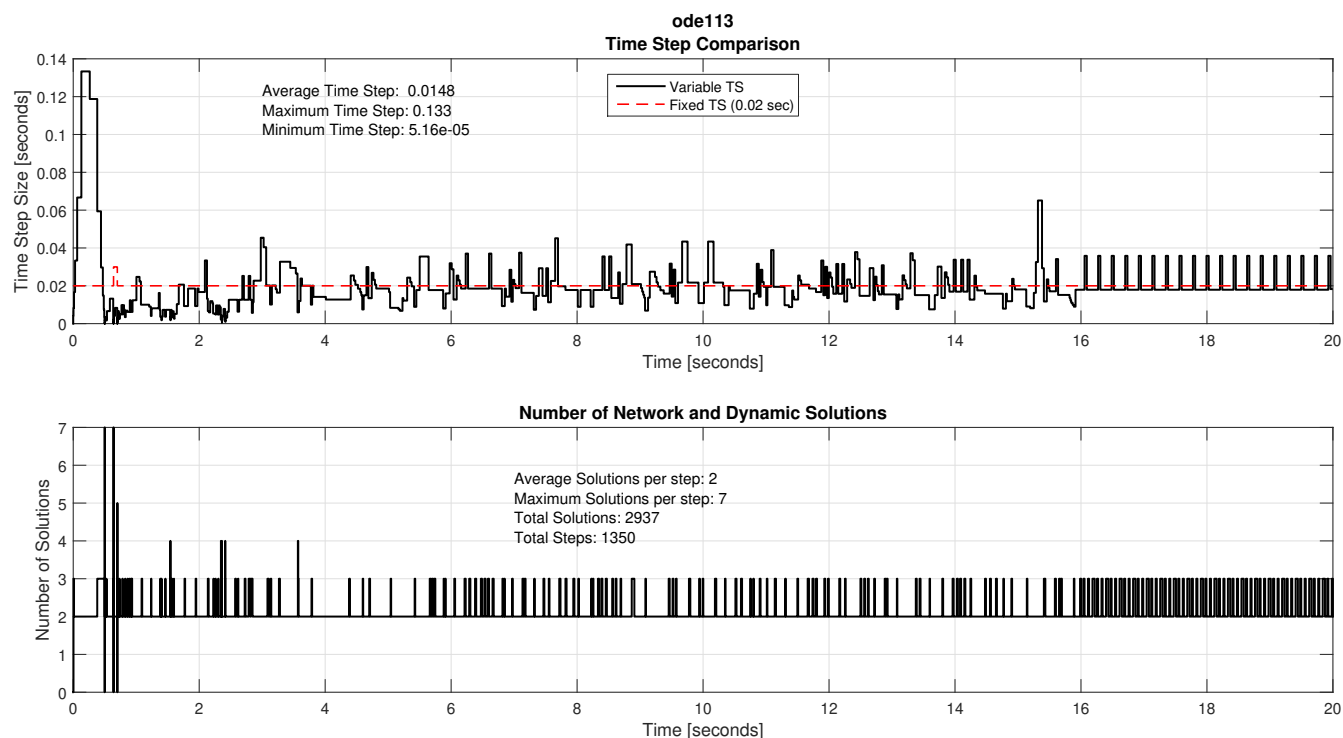 ode113
Time Step Comparison
Time Step Size [seconds]
0.14
0.12
0.1
0.08
0.06
0.04
0.02
0
Average Time Step: 0.0148
Maximum Time Step: 0.133
Minimum Time Step: 5.16e-05
Variable TS
Fixed TS (0.02 sec)
0 2 4 6 8 10 12 14 16 18 20
Time [seconds]
Number of Network and Dynamic Solutions
Number of Solutions
7
6
5
4
3
2
1
0
Average Solutions per step: 2
Maximum Solutions per step: 7
Total Solutions: 2937
Total Steps: 1350
0 2 4 6 8 10 12 14 16 18 20
Time [seconds]